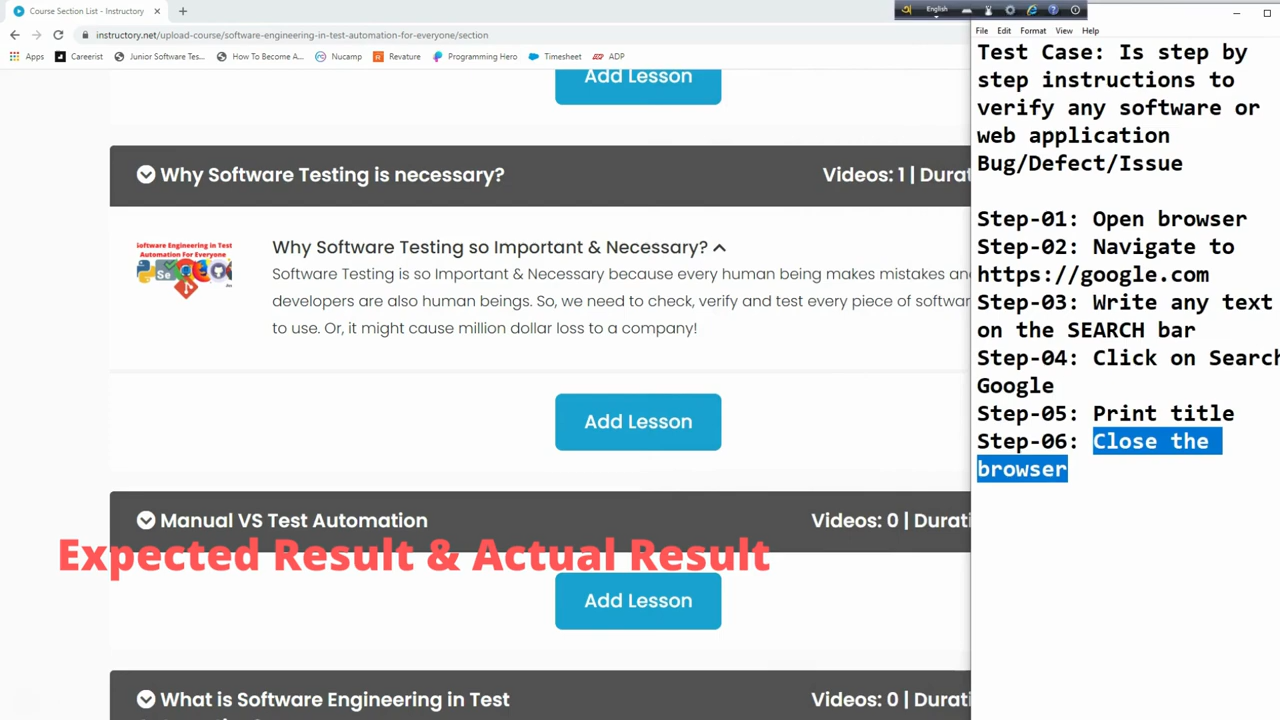 Course Section List - Instructory
English
instructory.net/upload-course/software-engineering-in-test-automation-for-everyone/section
Apps
Careerist
Junior Software Tes...
How To Become A...
Nucamp
Revature
Programming Hero
Timesheet
ADP
Add Lesson
Why Software Testing is necessary?
Videos: 1 | Durati
Software Engineering in Test
Automation For Everyone
Why Software Testing so Important & Necessary?
Software Testing is so Important & Necessary because every human being makes mistakes and
developers are also human beings. So, we need to check, verify and test every piece of softwar
to use. Or, it might cause million dollar loss to a company!
Add Lesson
Manual VS Test Automation
Videos: 0 | Durati
Expected Result & Actual Result
Add Lesson
What is Software Engineering in Test
Videos: 0 | Durati
File Edit Format View Help
Test Case: Is step by
step instructions to
verify any software or
web application
Bug/Defect/Issue
Step-01: Open browser
Step-02: Navigate to
https://google.com
Step-03: Write any text
on the SEARCH bar
Step-04: Click on Search
Google
Step-05: Print title
Step-06: Close the
browser